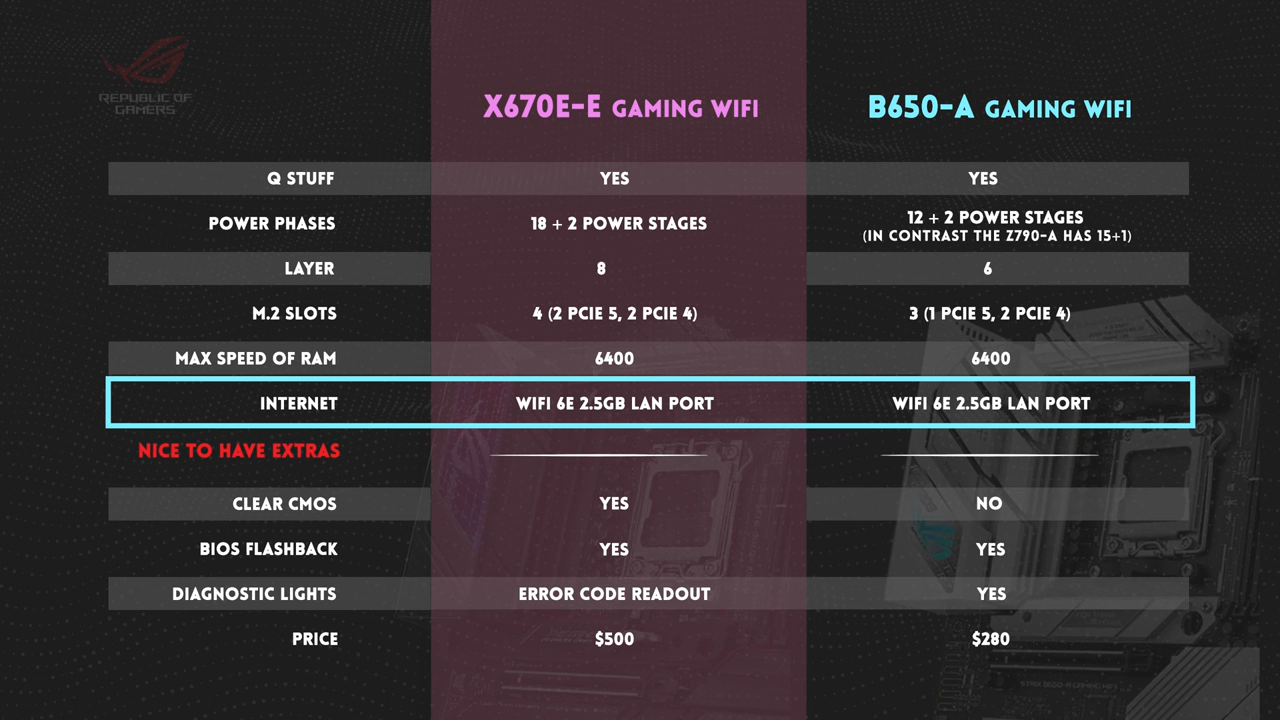 REPUBLIC OF
GAMERS
X670E-E GAMING WIFI
B650-A GAMING WIFI
Q STUFF YES YES
POWER PHASES 18 + 2 POWER STAGES 12 + 2 POWER STAGES
(IN CONTRAST THE Z790-A HAS 15+1)
LAYER 8 6
M.2 SLOTS 4 (2 PCIE 5, 2 PCIE 4) 3 (1 PCIE 5, 2 PCIE 4)
MAX SPEED OF RAM 6400 6400
INTERNET WIFI 6E 2.5GB LAN PORT WIFI 6E 2.5GB LAN PORT
NICE TO HAVE EXTRAS
CLEAR CMOS YES NO
BIOS FLASHBACK YES YES
DIAGNOSTIC LIGHTS ERROR CODE READOUT YES
PRICE $500 $280
STRIX B650-A GAMING WIFI